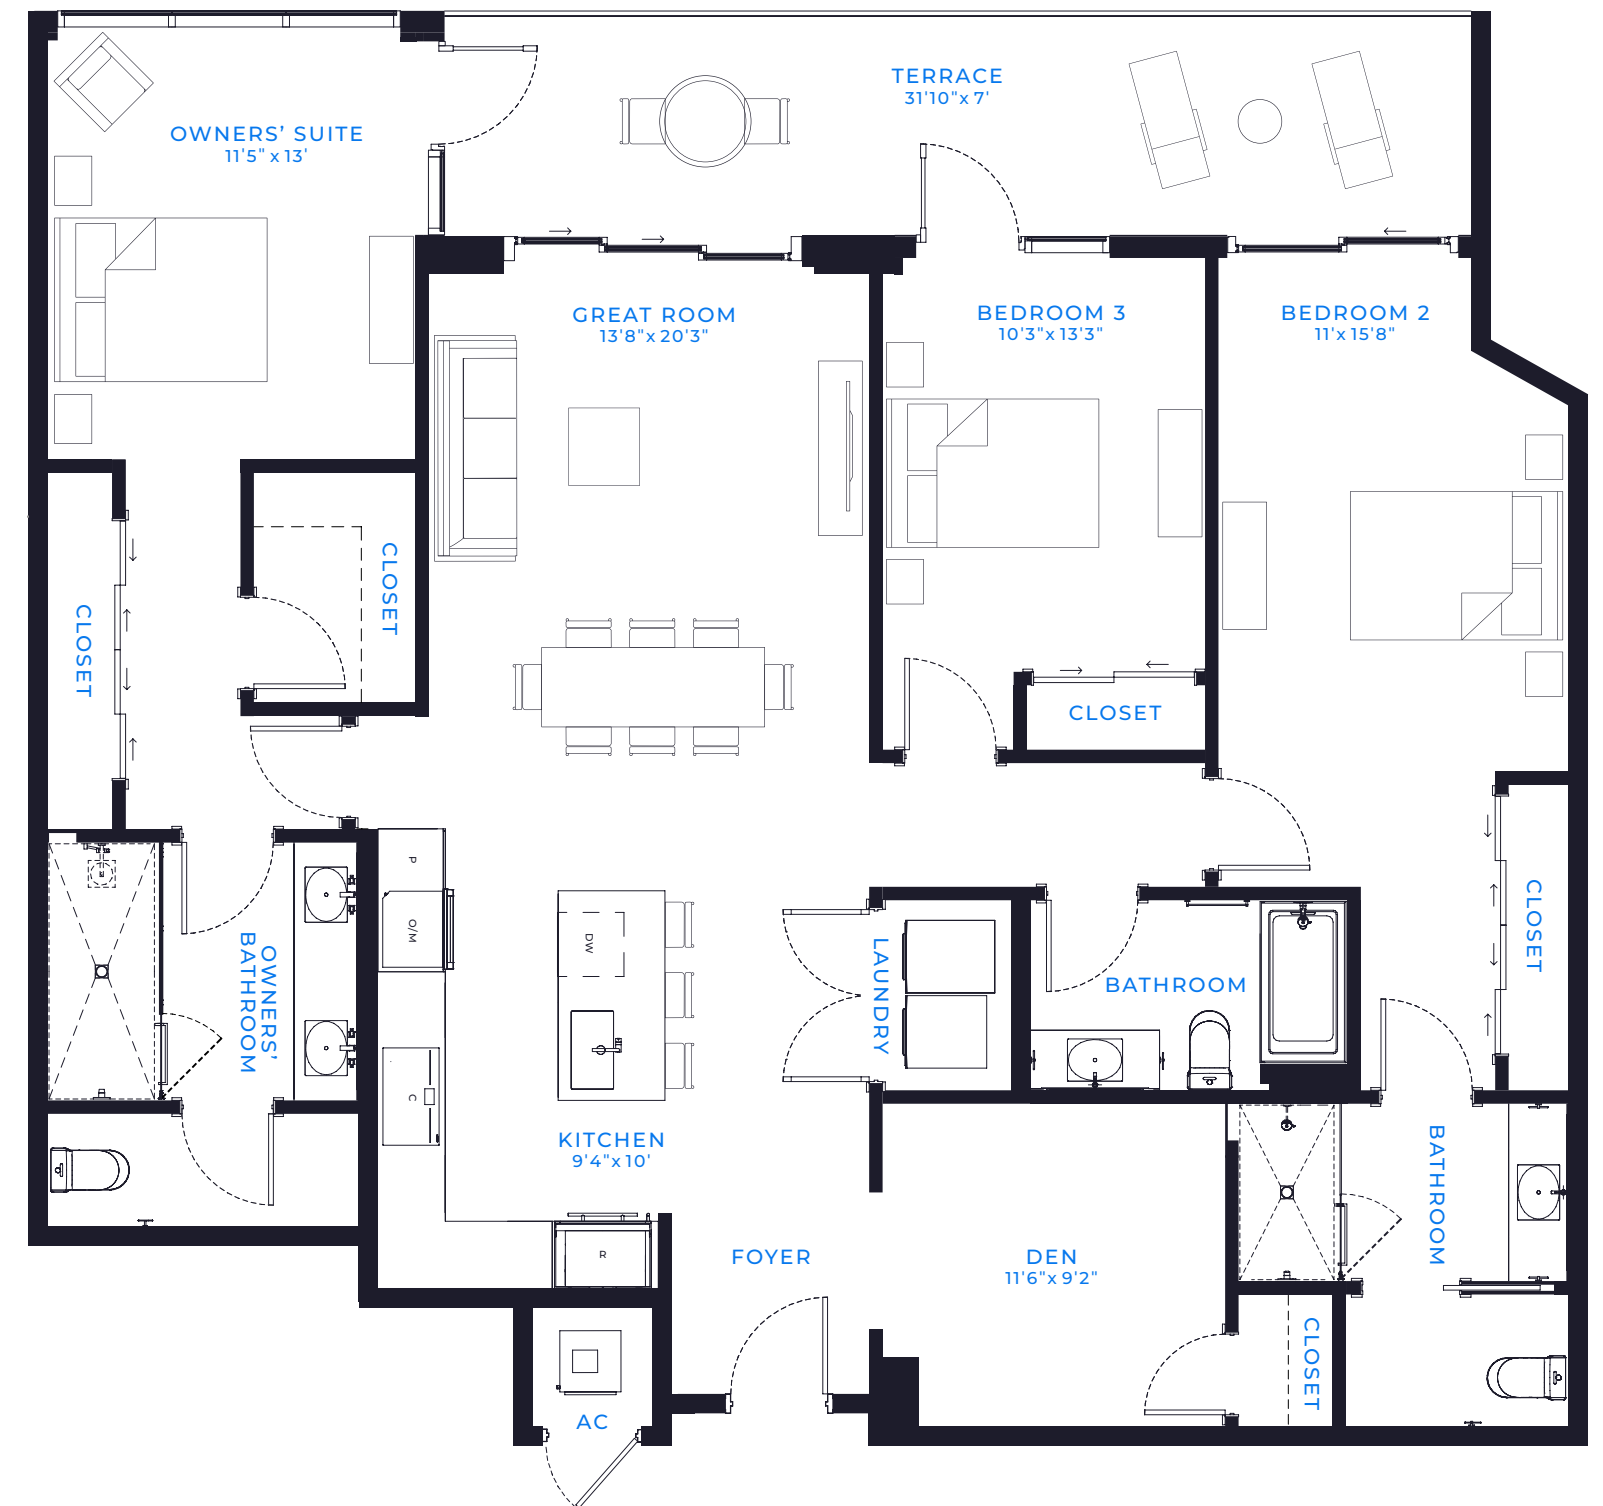 TERRACE
31'10"x 7'
OWNERS’ SUITE
11'5" x 13'
GREAT ROOM
13'8"x 20'3"
BEDROOM 3
10'3"x 13'3"
BEDROOM 2
11'x 15'8"
CLOSET
CLOSET
CLOSET
P
O/M
DW
C
R
OWNERS’
BATHROOM
LAUNDRY
BATHROOM
CLOSET
KITCHEN
9'4"x 10'
BATHROOM
FOYER
DEN
11'6"x 9'2"
CLOSET
AC